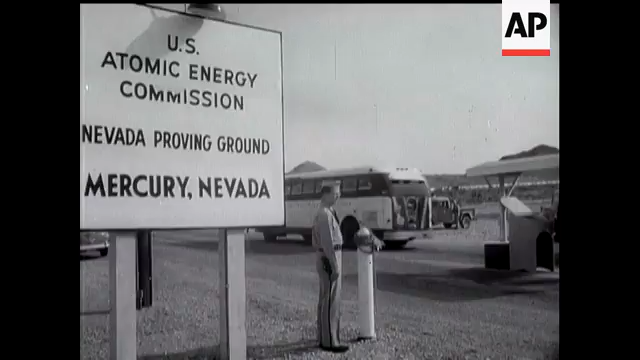 AP
U.S.
ATOMIC ENERGY
COMMISSION
NEVADA PROVING GROUND
MERCURY, NEVADA